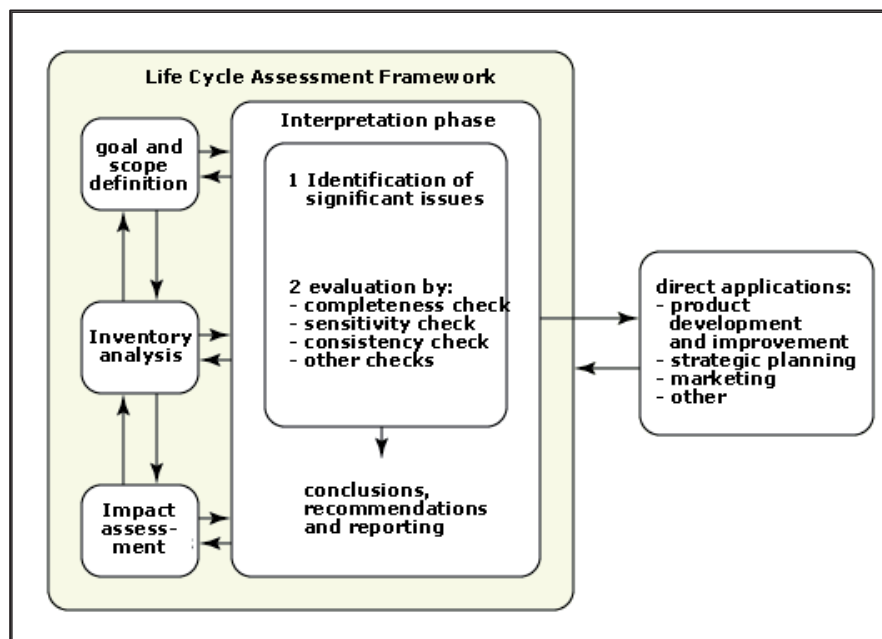 Life Cycle Assessment Framework
goal and
scope
definition
Inventory
analysis
Impact
assess-
ment
Interpretation phase
1 Identification of
significant issues
2 evaluation by:
- completeness check
- sensitivity check
- consistency check
- other checks
conclusions,
recommendations
and reporting
direct applications:
- product
development
and improvement
- strategic planning
- marketing
- other